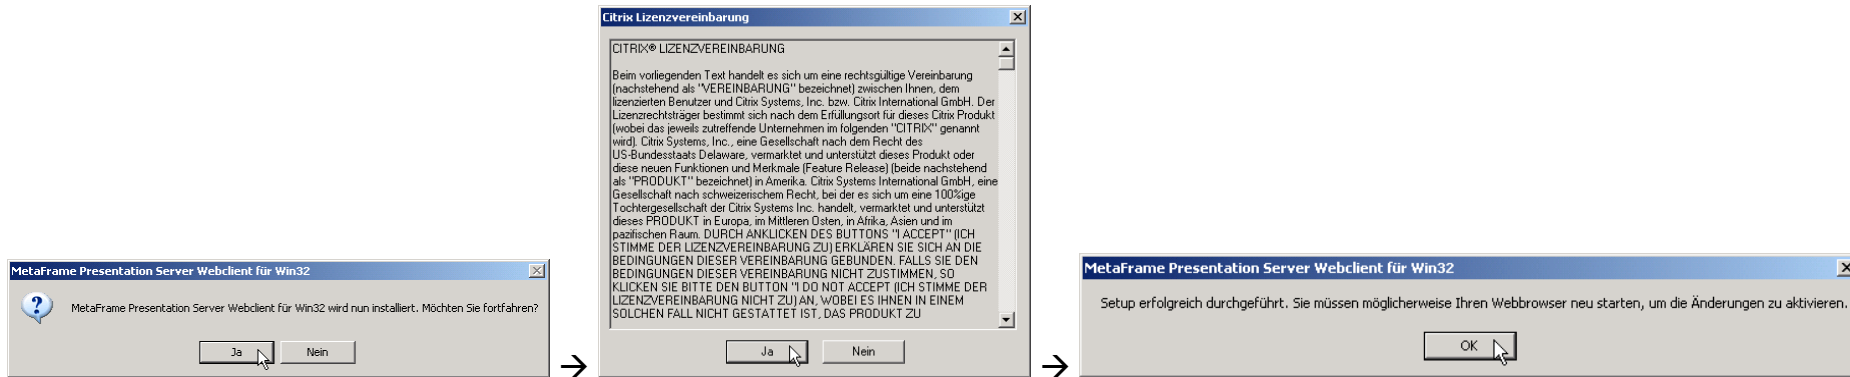 MetaFrame Presentation Server Webclient für Win32
MetaFrame Presentation Server Webclient für Win32 wird nun installiert. Möchten Sie fortfahren?
Ja Nein
→
Citrix Lizenzvereinbarung
CITRIX® LIZENZVEREINBARUNG
Beim vorliegenden Text handelt es sich um eine rechtsgültige Vereinbarung
(nachstehend als "VEREINBARUNG" bezeichnet) zwischen Ihnen, dem
lizenzierten Benutzer und Citrix Systems, Inc. bzw. Citrix International GmbH. Der
Lizenzrechtsträger bestimmt sich nach dem Erfüllungsort für dieses Citrix Produkt
(wobei das jeweils zutreffende Unternehmen im folgenden "CITRIX" genannt
wird). Citrix Systems, Inc., eine Gesellschaft nach dem Recht des
US-Bundesstaats Delaware, vermarktet und unterstützt dieses Produkt oder
diese neuen Funktionen und Merkmale (Feature Release) (beide nachstehend
als "PRODUKT" bezeichnet) in Amerika. Citrix Systems International GmbH, eine
Gesellschaft nach schweizerischem Recht, bei der es sich um eine 100%ige
Tochtergesellschaft der Citrix Systems Inc. handelt, vermarktet und unterstützt
dieses PRODUKT in Europa, im Mittleren Osten, in Afrika, Asien und im
pazifischen Raum. DURCH ANKLICKEN DES BUTTONS "I ACCEPT" (ICH
STIMME DER LIZENZVEREINBARUNG ZU) ERKLÄREN SIE SICH AN DIE
BEDINGUNGEN DIESER VEREINBARUNG GEBUNDEN. FALLS SIE DEN
BEDINGUNGEN DIESER VEREINBARUNG NICHT ZUSTIMMEN, SO
KLICKEN SIE BITTE DEN BUTTON "I DO NOT ACCEPT (ICH STIMME DER
LIZENZVEREINBARUNG NICHT ZU) AN, WOBEI ES IHNEN IN EINEM
SOLCHEN FALL NICHT GESTATTET IST, DAS PRODUKT ZU
Ja Nein
→
MetaFrame Presentation Server Webclient für Win32
Setup erfolgreich durchgeführt. Sie müssen möglicherweise Ihren Webbrowser neu starten, um die Änderungen zu aktivieren.
OK